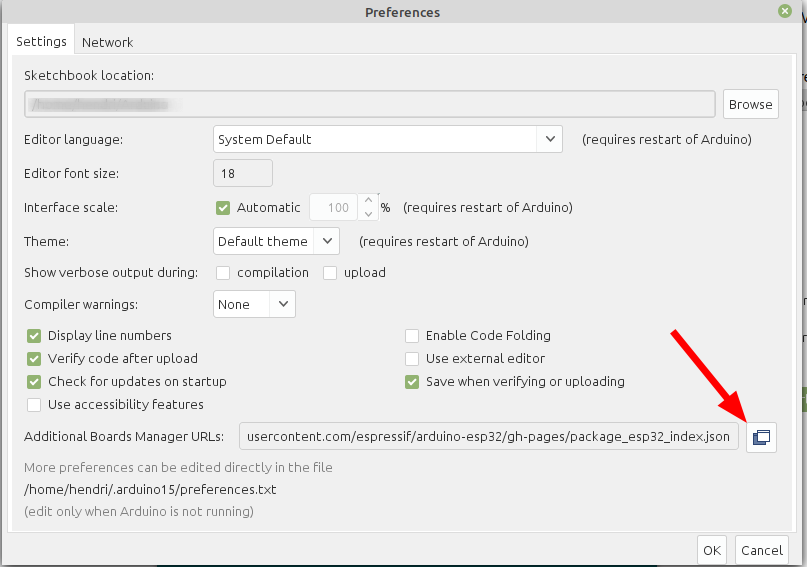 Preferences
Settings Network
Sketchbook location:
Browse
Editor language: System Default (requires restart of Arduino)
Editor font size: 18
Interface scale: Automatic 100 % (requires restart of Arduino)
Theme: Default theme (requires restart of Arduino)
Show verbose output during: compilation upload
Compiler warnings: None
Display line numbers Enable Code Folding
Verify code after upload Use external editor
Check for updates on startup Save when verifying or uploading
Use accessibility features
Additional Boards Manager URLs: usercontent.com/espressif/arduino-esp32/gh-pages/package_esp32_index.json
More preferences can be edited directly in the file
/home/hendri/.arduino15/preferences.txt
(edit only when Arduino is not running)
OK Cancel